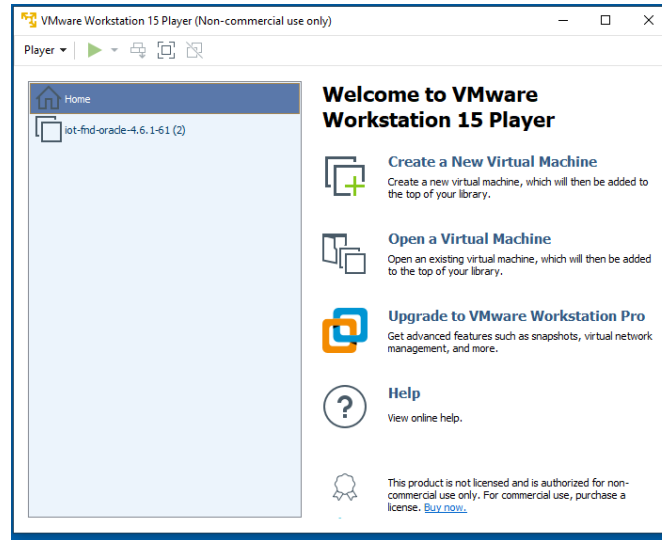 VMware Workstation 15 Player (Non-commercial use only)
Player
Home
iot-fnd-oracle-4.6.1-61 (2)
Welcome to VMware
Workstation 15 Player
Create a New Virtual Machine
Create a new virtual machine, which will then be added to
the top of your library.
Open a Virtual Machine
Open an existing virtual machine, which will then be added
to the top of your library.
Upgrade to VMware Workstation Pro
Get advanced features such as snapshots, virtual network
management, and more.
Help
View online help.
This product is not licensed and is authorized for non-
commercial use only. For commercial use, purchase a
license. Buy now.